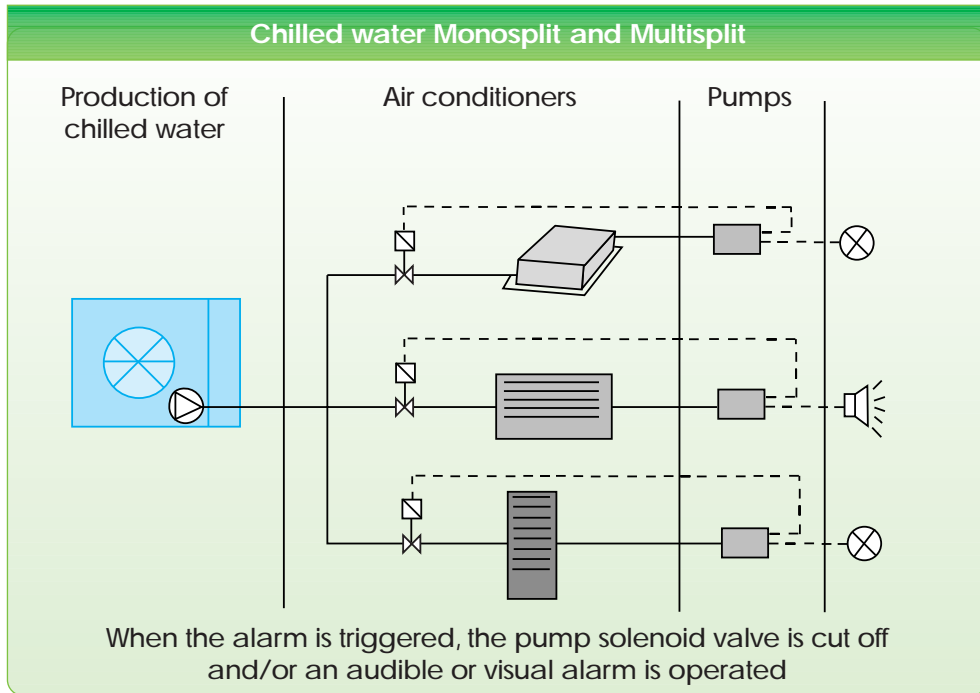 Chilled water Monosplit and Multisplit
Production of
chilled water
Air conditioners
Pumps
When the alarm is triggered, the pump solenoid valve is cut off
and/or an audible or visual alarm is operated